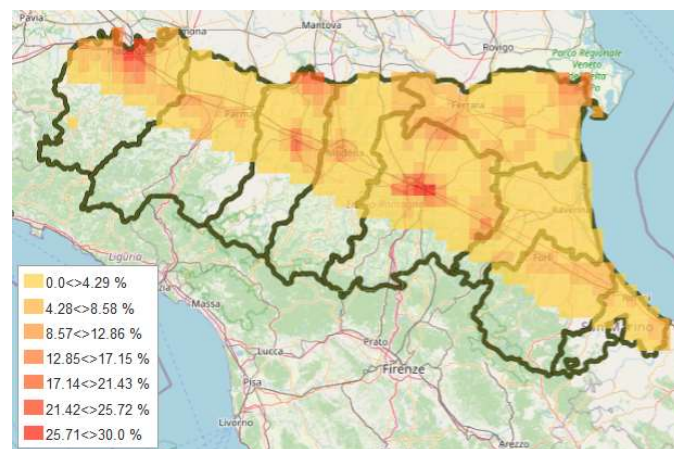 Pavia
Mantova
Rovigo
Parco Regionale
Veneto
Ferrara
Parma
Modena
Ravenna
Forlì
Liguria
Massa
Lucca
Prato
Pisa
Firenze
Livorno
Arezzo
0.0<>4.29 %
4.28<>8.58 %
8.57<>12.86 %
12.85<>17.15 %
17.14<>21.43 %
21.42<>25.72 %
25.71<>30.0 %